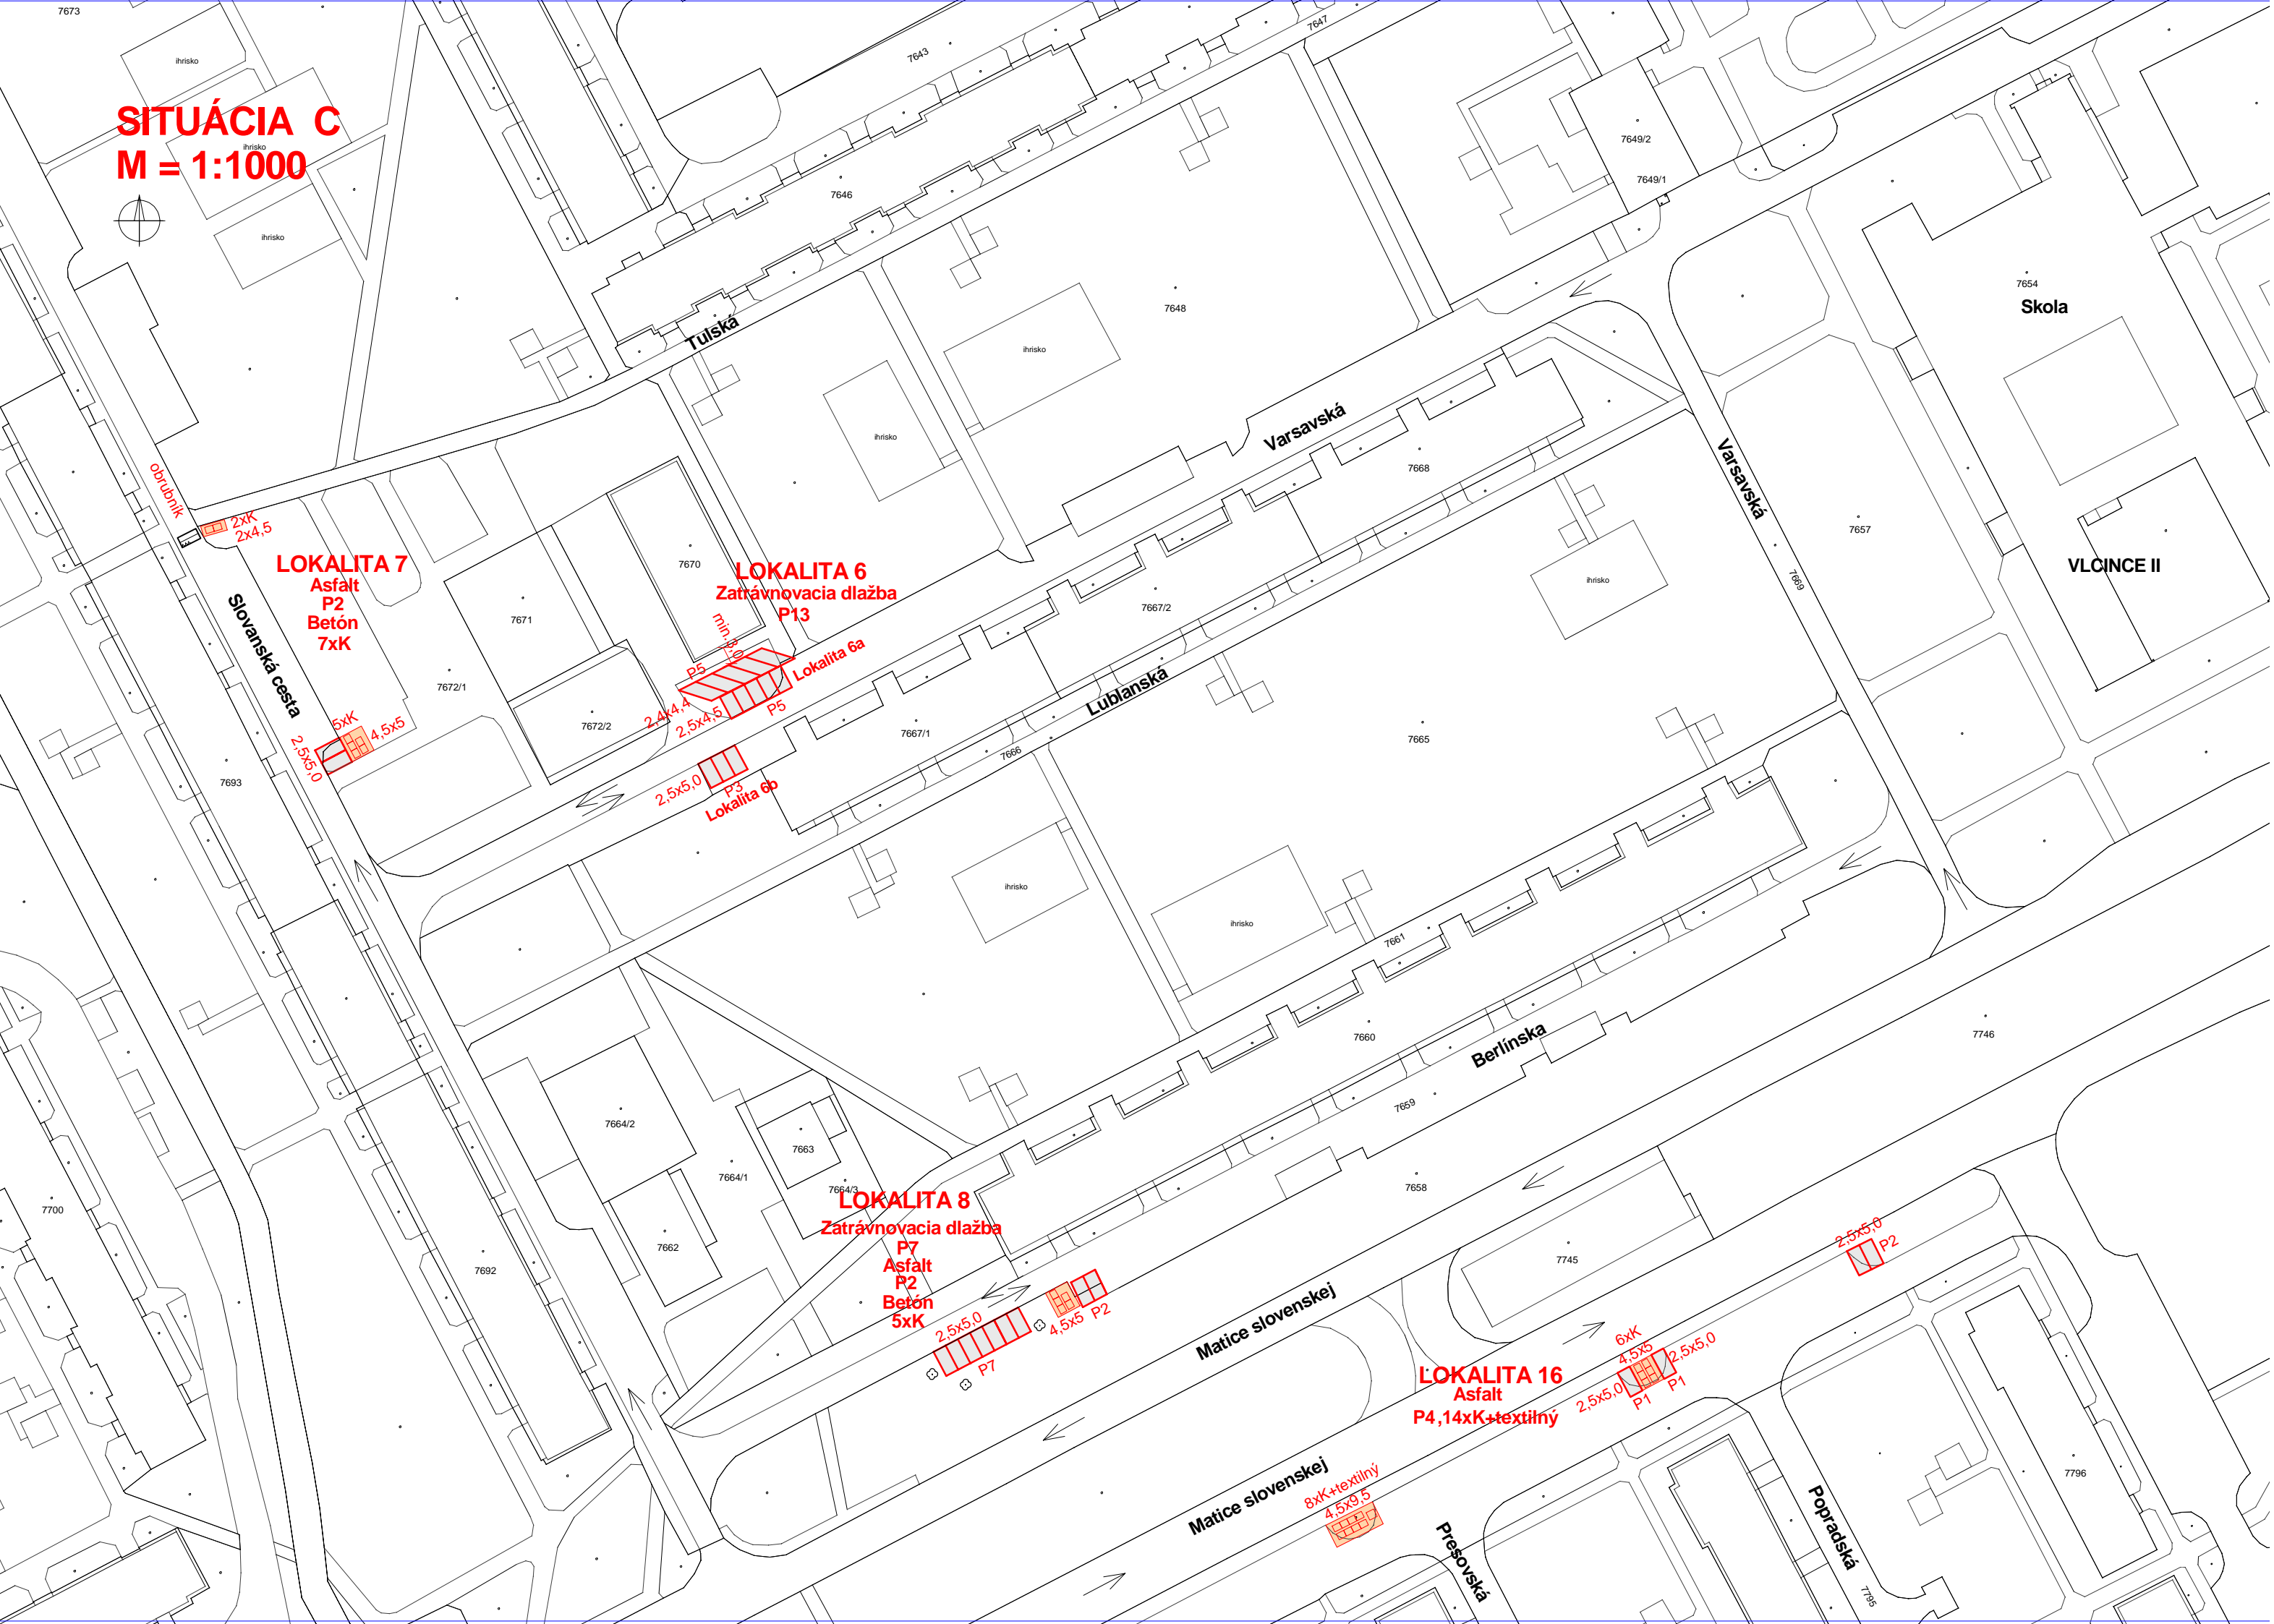 7673
ihrisko
SITUÁCIA C
ihrisko
M = 1:1000
ihrisko
7643
7647
7646
7649/2
7649/1
7648
ihrisko
Tulská
ihrisko
7654
Skola
Varsavská
7668
Varsavská
7669
7657
VLCINCE II
ihrisko
obrubník
2xK
2x4,5
LOKALITA 7
Asfalt
P2
Betón
7xK
Slovanská cesta
7671
7670
LOKALITA 6
Zatrávnovacia dlažba
P13
min.3,0
P5
Lokalita 6a
2,4x4,4
2,5x4,5
P5
7667/2
7672/1
7672/2
7667/1
Lublanská
7666
7665
5xK
4,5x5
2,5x5,0
7693
2,5x5,0
P3
Lokalita 6b
ihrisko
ihrisko
7661
7660
Berlínska
7659
7746
7664/2
7663
7664/1
7664/3
LOKALITA 8
Zatrávnovacia dlažba
P7
Asfalt
P2
Betón
5xK
7662
7658
7700
7692
2,5x5,0
P7
4,5x5
P2
Matice slovenskej
7745
2,5x5,0
P2
LOKALITA 16
Asfalt
P4,14xK+textilný
6xK
4,5x5
2,5x5,0
2,5x5,0
P1
P1
Matice slovenskej
8xK+textilný
4,5x9,5
Presovská
Popradská
7795
7796